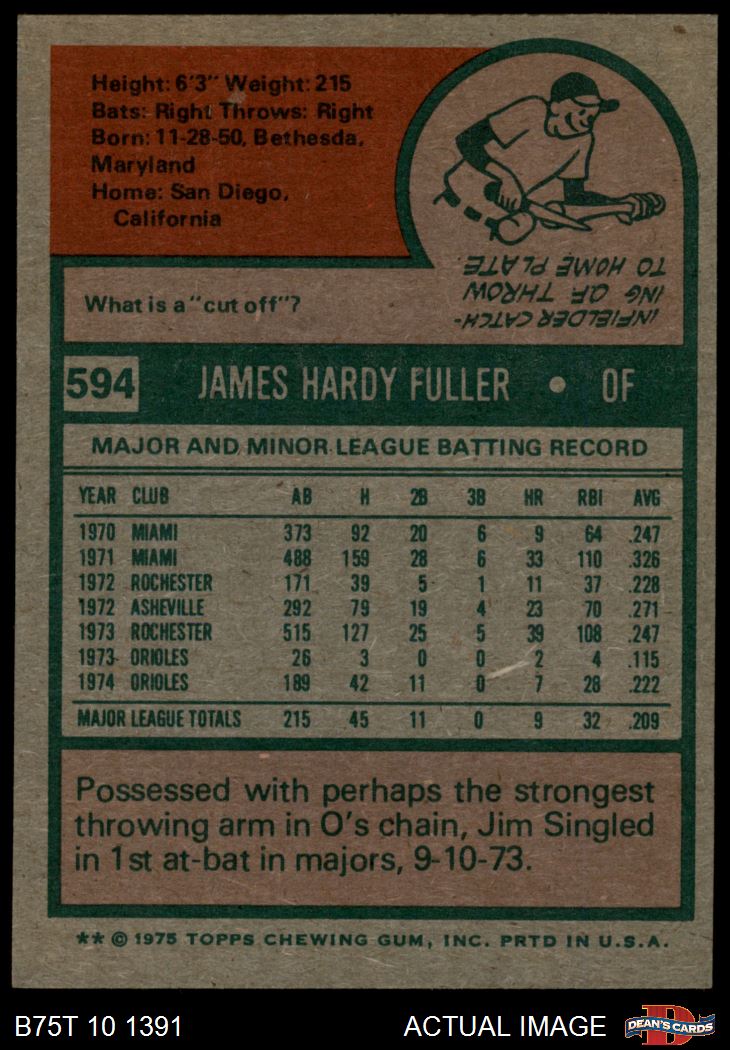 Height: 6'3" Weight: 215
Bats: Right Throws: Right
Born: 11-28-50, Bethesda,
Maryland
Home: San Diego,
California
What is a "cut off"?
INFIELDER CATCH-
ING OF THROW
TO HOME PLATE.
594 JAMES HARDY FULLER • OF
MAJOR AND MINOR LEAGUE BATTING RECORD
YEAR CLUB AB H 2B 3B HR RBI AVG
1970 MIAMI 373 92 20 6 9 64 .247
1971 MIAMI 488 159 28 6 33 110 .326
1972 ROCHESTER 171 39 5 1 11 37 .228
1972 ASHEVILLE 292 79 19 4 23 70 .271
1973 ROCHESTER 515 127 25 5 39 108 .247
1973 ORIOLES 26 3 0 0 2 4 .115
1974 ORIOLES 189 42 11 0 7 28 .222
MAJOR LEAGUE TOTALS 215 45 11 0 9 32 .209
Possessed with perhaps the strongest
throwing arm in O's chain, Jim Singled
in 1st at-bat in majors, 9-10-73.
** © 1975 TOPPS CHEWING GUM, INC. PRTD IN U.S.A.
B75T 10 1391 ACTUAL IMAGE D DEAN'S CARDS